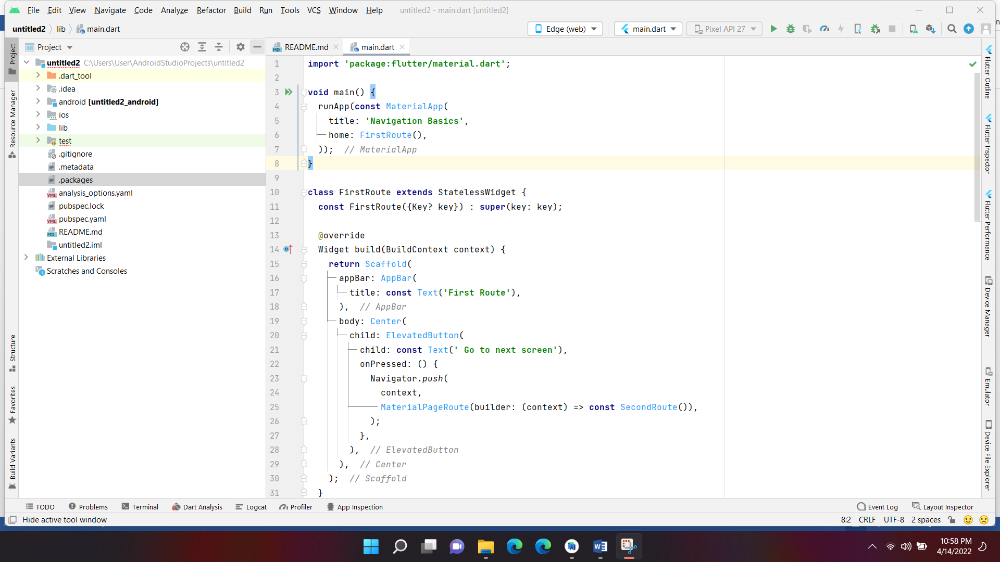 File Edit View Navigate Code Analyze Refactor Build Run Tools VCS Window Help untitled2 - main.dart [untitled2]
untitled2 lib main.dart Edge (web) main.dart Pixel API 27
Project README.md main.dart
untitled2 C:\Users\User\AndroidStudioProjects\untitled2
.dart_tool
.idea
android [untitled2_android]
ios
lib
test
.gitignore
.metadata
.packages
analysis_options.yaml
pubspec.lock
pubspec.yaml
README.md
untitled2.iml
External Libraries
Scratches and Consoles
Project
Resource Manager
Structure
Favorites
Build Variants
1 import 'package:flutter/material.dart';
2
3 void main() {
4 runApp(const MaterialApp(
5 title: 'Navigation Basics',
6 home: FirstRoute(),
7 )); // MaterialApp
8 }
9
10 class FirstRoute extends StatelessWidget {
11 const FirstRoute({Key? key}) : super(key: key);
12
13 @override
14 Widget build(BuildContext context) {
15 return Scaffold(
16 appBar: AppBar(
17 title: const Text('First Route'),
18 ), // AppBar
19 body: Center(
20 child: ElevatedButton(
21 child: const Text(' Go to next screen'),
22 onPressed: () {
23 Navigator.push(
24 context,
25 MaterialPageRoute(builder: (context) => const SecondRoute()),
26 );
27 },
28 ), // ElevatedButton
29 ), // Center
30 ); // Scaffold
31 }
Flutter Outline
Flutter Inspector
Flutter Performance
Device Manager
Emulator
Device File Explorer
TODO Problems Terminal Dart Analysis Logcat Profiler App Inspection Event Log Layout Inspector
Hide active tool window 8:2 CRLF UTF-8 2 spaces
10:58 PM
4/14/2022